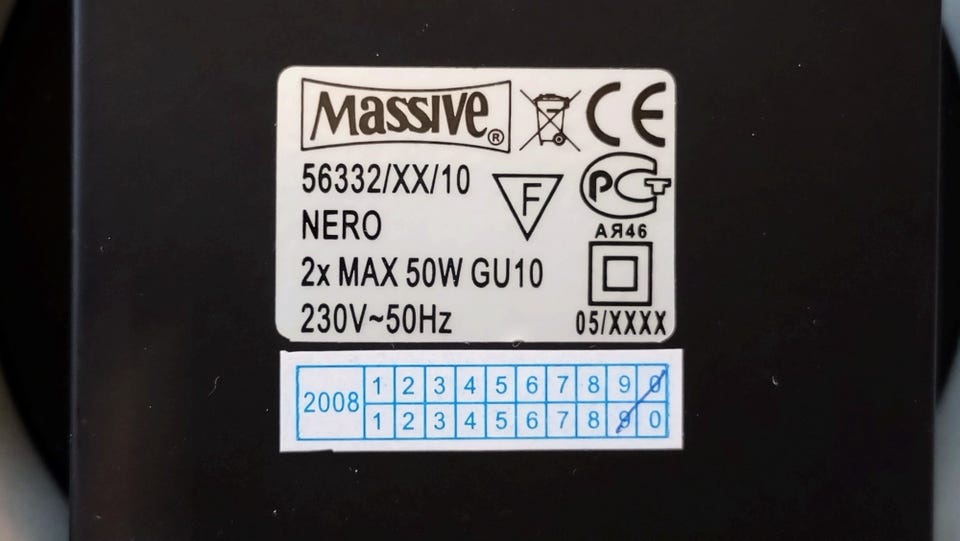 Massive®
CE
56332/XX/10
F
PCT
NERO
АЯ46
2x MAX 50W GU10
230V~50Hz
05/XXXX
2008 1 2 3 4 5 6 7 8 9 0
1 2 3 4 5 6 7 8 9 0